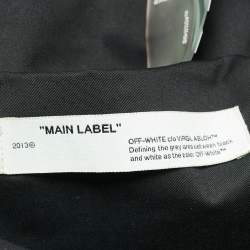 "MAIN LABEL"
2013®
OFF-WHITE c/o VIRGIL ABLOH™
Defining the grey area between black
and white as the color Off-White™